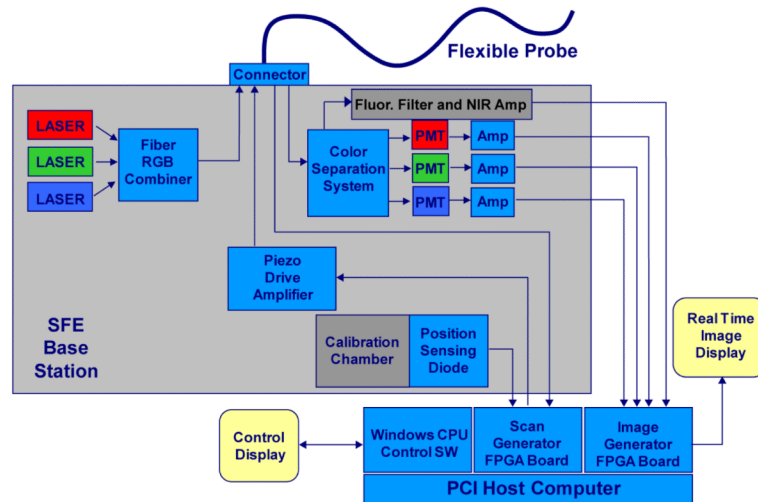 Flexible Probe
Connector
Fluor. Filter and NIR Amp
LASER
LASER
LASER
Fiber
RGB
Combiner
Color
Separation
System
PMT
Amp
PMT
Amp
PMT
Amp
Piezo
Drive
Amplifier
SFE
Base
Station
Calibration
Chamber
Position
Sensing
Diode
Real Time
Image
Display
Control
Display
Windows CPU
Control SW
Scan
Generator
FPGA Board
Image
Generator
FPGA Board
PCI Host Computer